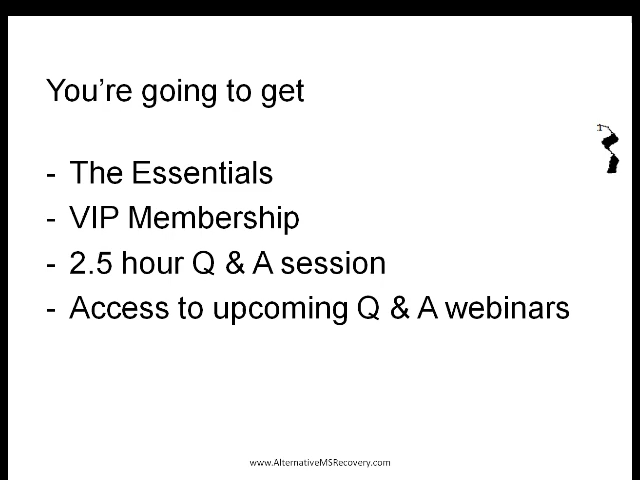 You’re going to get
- The Essentials
- VIP Membership
- 2.5 hour Q & A session
- Access to upcoming Q & A webinars
www.AlternativeMSRecovery.com